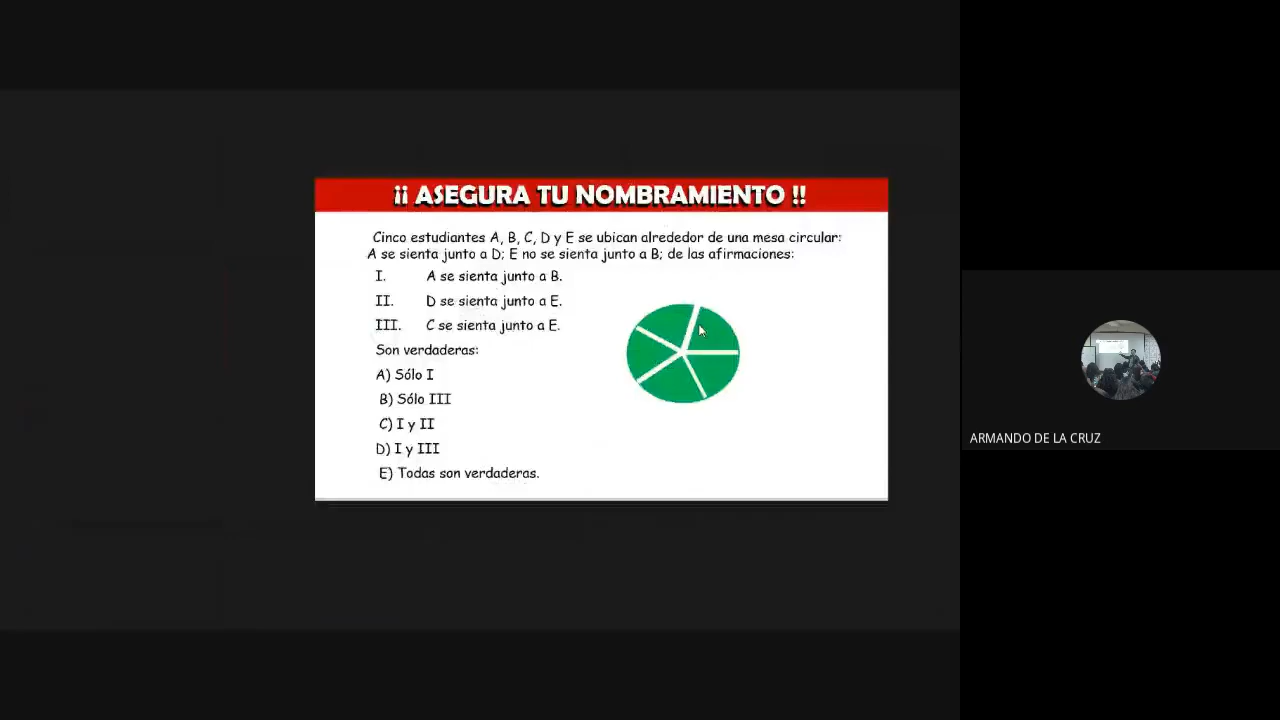 ¡¡ ASEGURA TU NOMBRAMIENTO !!
Cinco estudiantes A, B, C, D y E se ubican alrededor de una mesa circular:
A se sienta junto a D; E no se sienta junto a B; de las afirmaciones:
I. A se sienta junto a B.
II. D se sienta junto a E.
III. C se sienta junto a E.
Son verdaderas:
A) Sólo I
B) Sólo III
C) I y II
D) I y III
E) Todas son verdaderas.
ARMANDO DE LA CRUZ